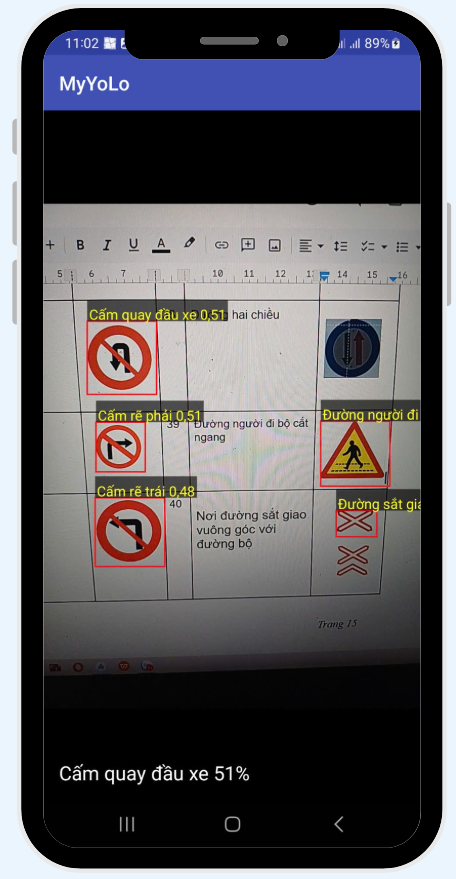 11:02
89%
MyYoLo
B I U A
5 6 7 10 11 12 14 15 16
Cấm quay đầu xe 0,51
hai chiều
Cấm rẽ phải 0,51
39
Đường người đi bộ cắt
ngang
Đường người đi
Cấm rẽ trái 0,48
40
Nơi đường sắt giao
vuông góc với
đường bộ
Đường sắt gia
Trang 15
Cấm quay đầu xe 51%